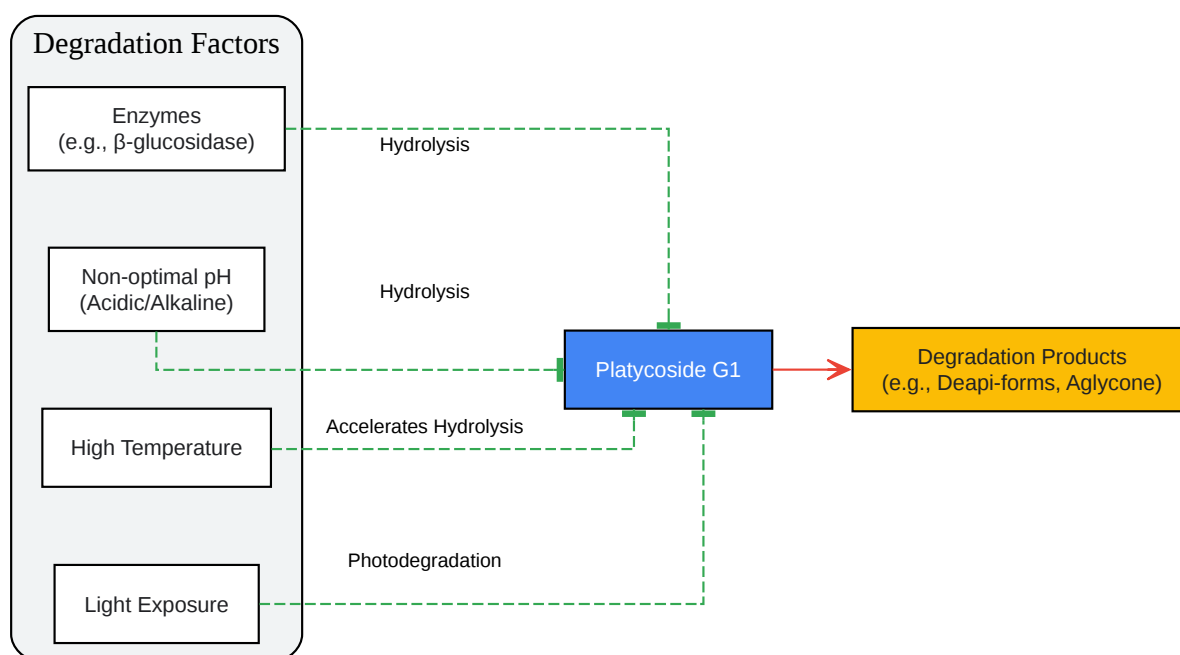 Degradation Factors
Enzymes
(e.g., β-glucosidase)
Hydrolysis
Non-optimal pH
(Acidic/Alkaline)
Hydrolysis
Platycoside G1
Degradation Products
(e.g., Deapi-forms, Aglycone)
High Temperature
Accelerates Hydrolysis
Photodegradation
Light Exposure